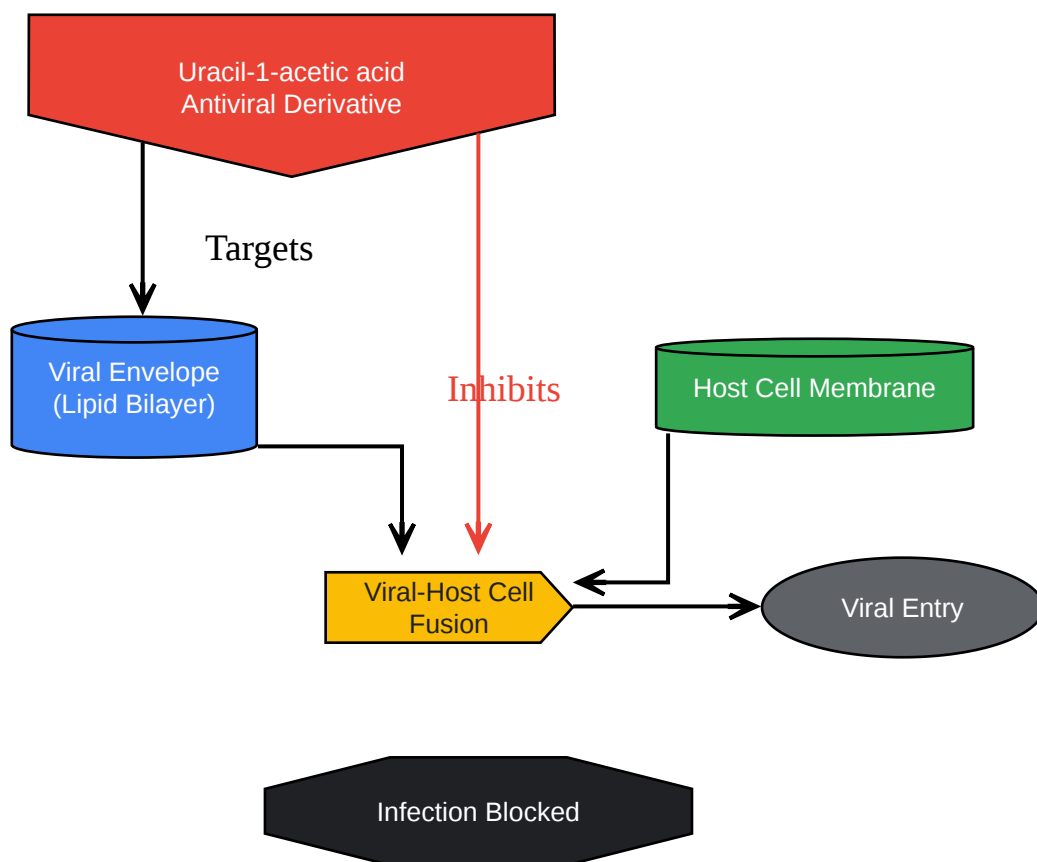 Uracil-1-acetic acid
Antiviral Derivative
Targets
Viral Envelope
(Lipid Bilayer)
Inhibits
Host Cell Membrane
Viral-Host Cell
Fusion
Viral Entry
Infection Blocked